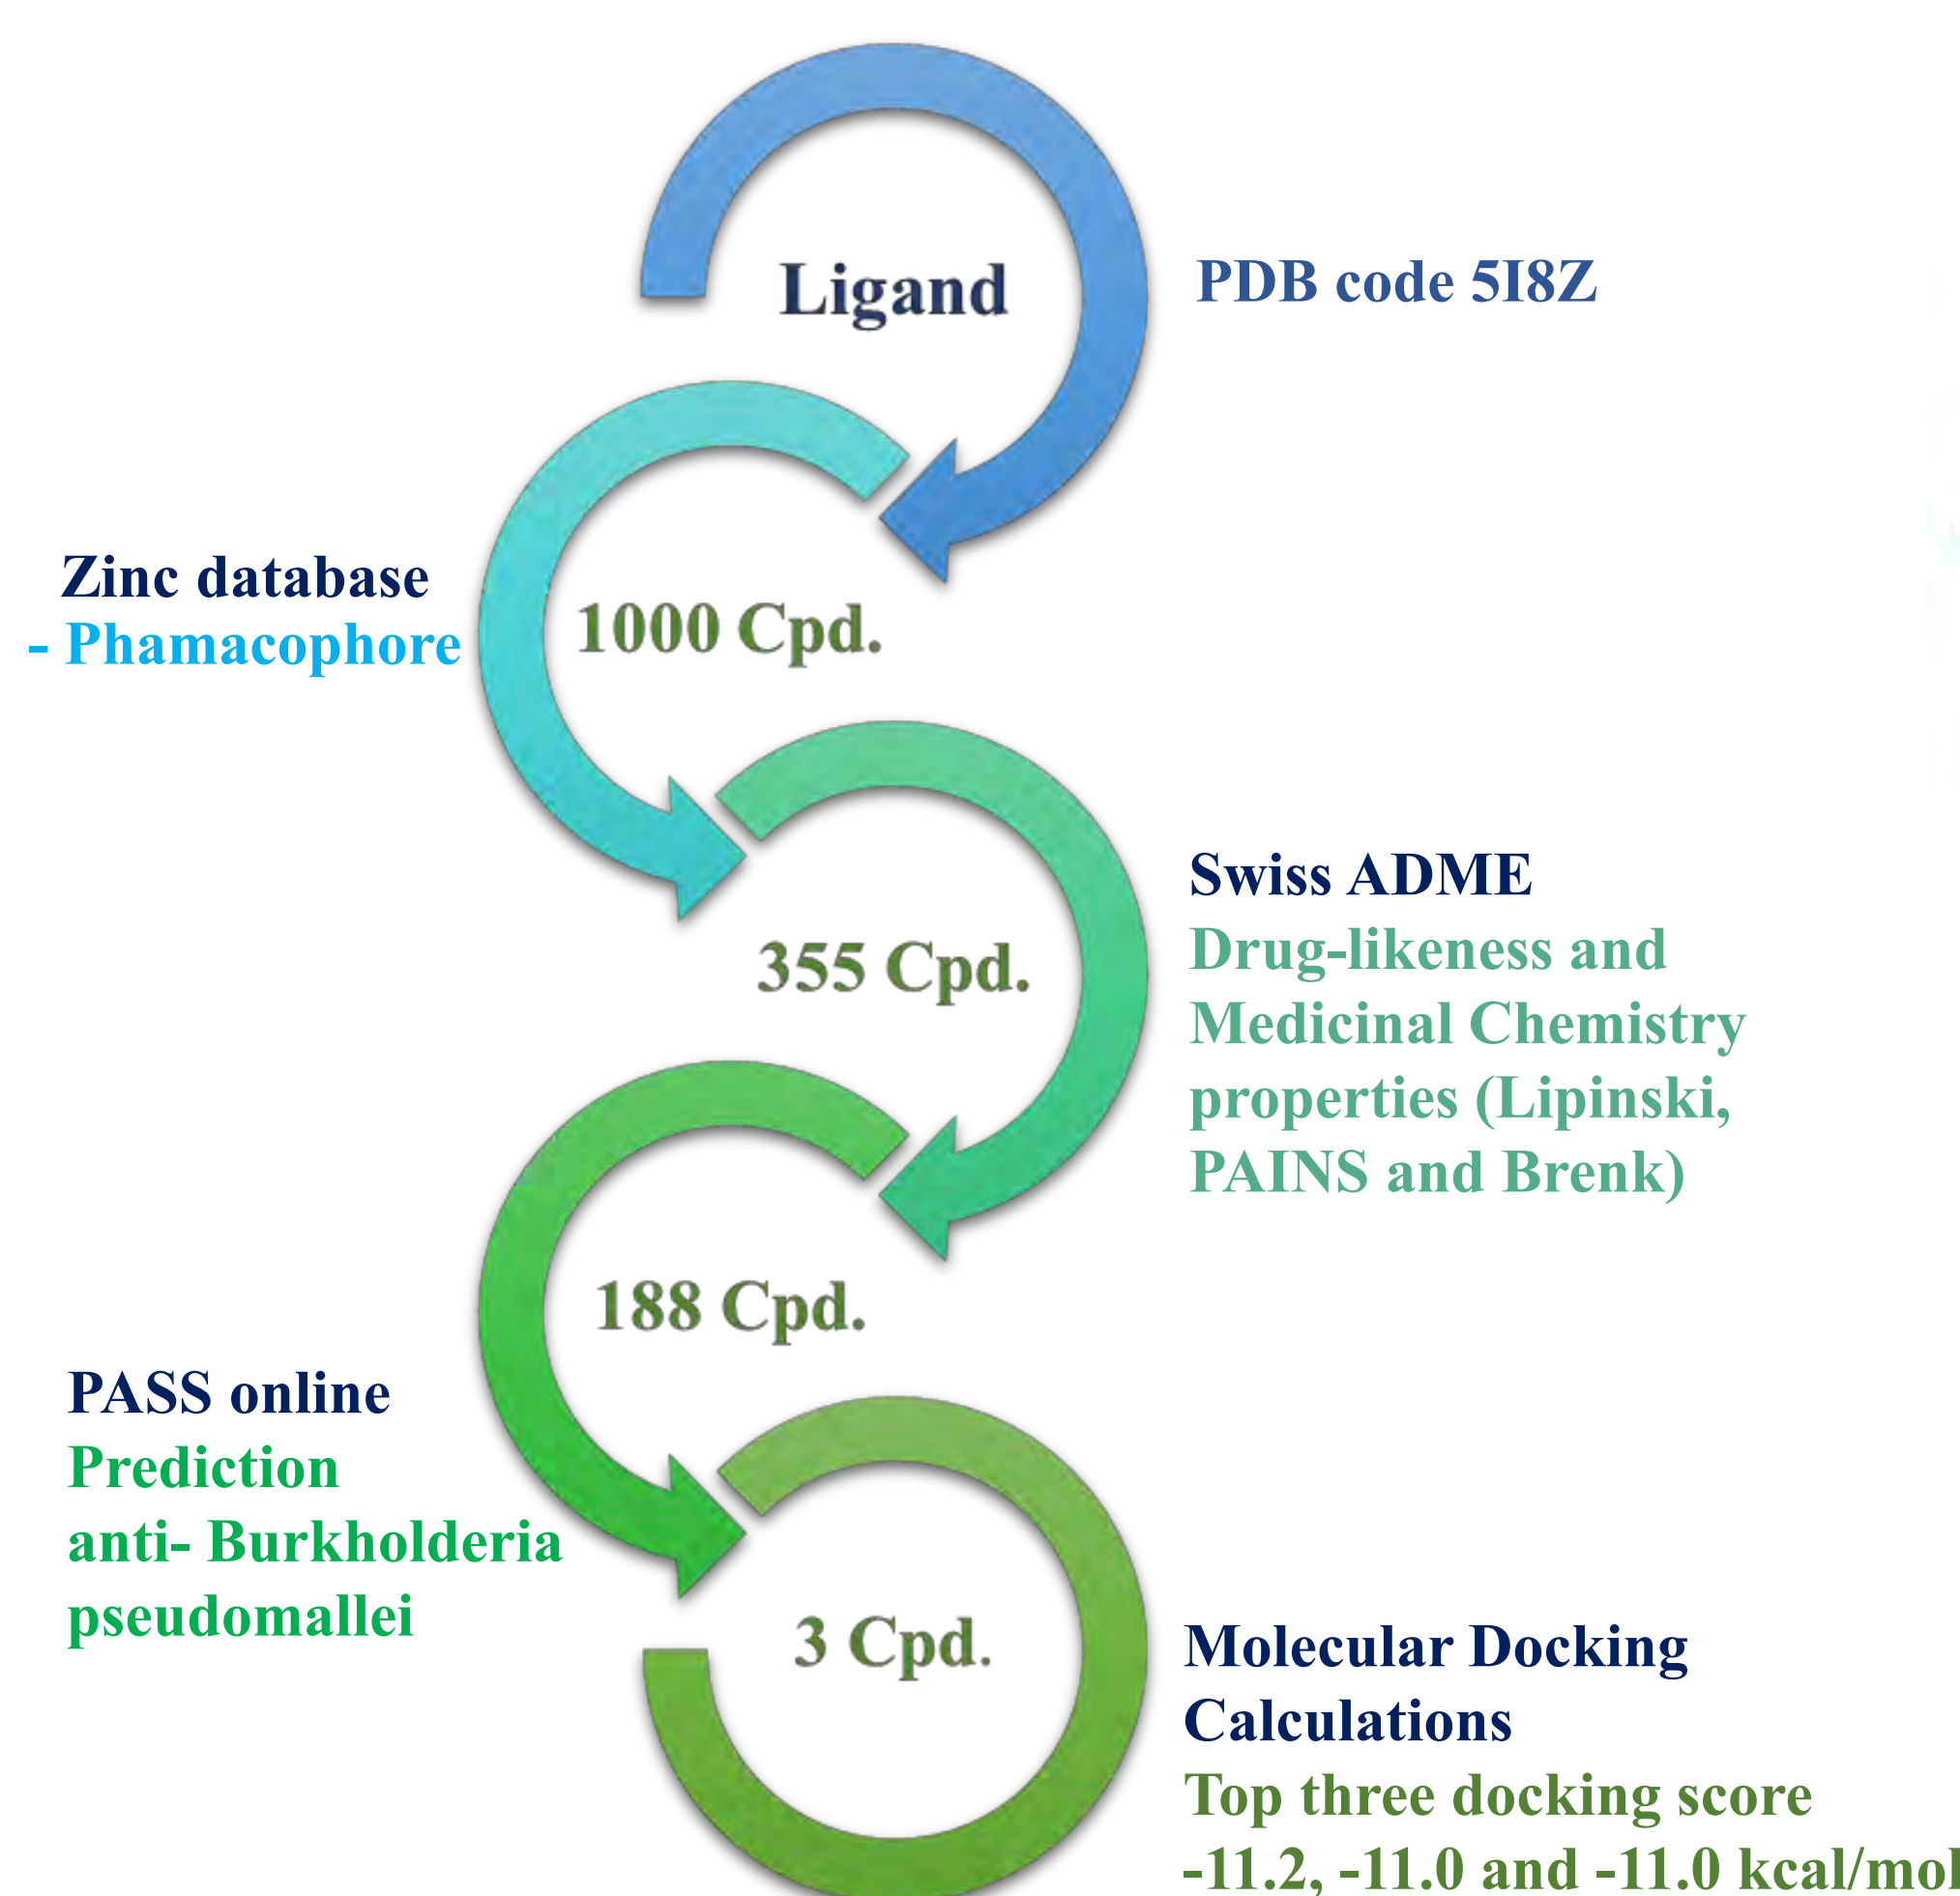 Ligand
PDB code 5I8Z
Zinc database
- Phamacophore
1000 Cpd.
355 Cpd.
Swiss ADME
Drug-likeness and
Medicinal Chemistry
properties (Lipinski,
PAINS and Brenk)
188 Cpd.
PASS online
Prediction
anti- Burkholderia
pseudomallei
3 Cpd.
Molecular Docking
Calculations
Top three docking score
-11.2, -11.0 and -11.0 kcal/mol